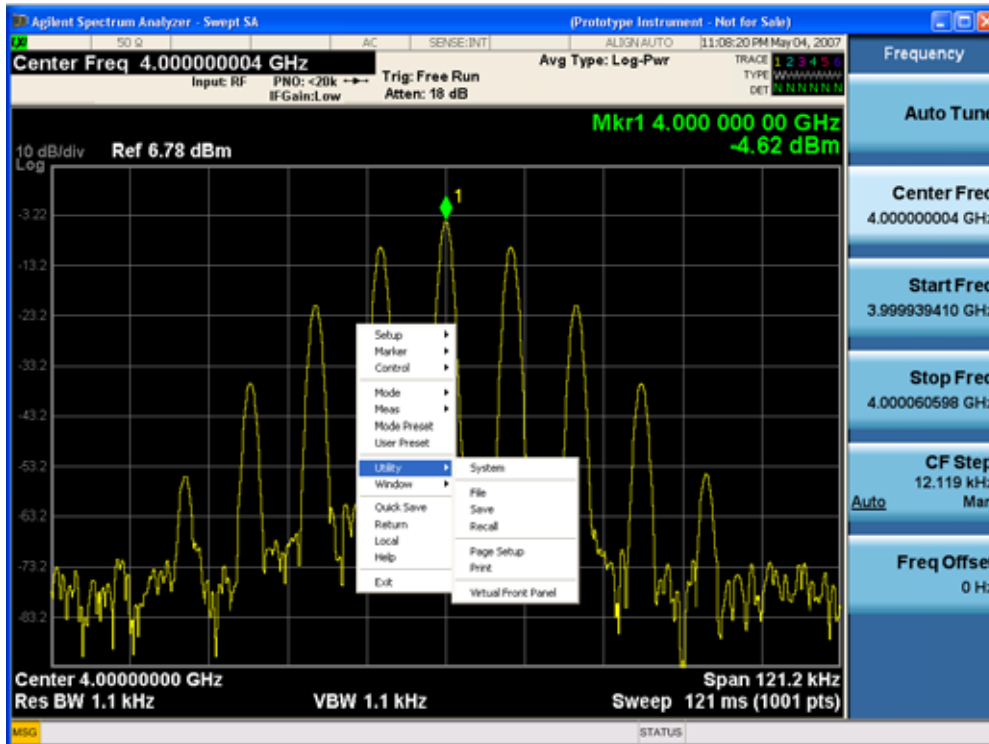 Agilent Spectrum Analyzer - Swept SA (Prototype Instrument - Not for Sale)
LXI 50 Ω AC SENSE:INT ALIGN AUTO 11:08:20 PM May 04, 2007
Center Freq 4.000000004 GHz
Input: RF PNO: <20k Trig: Free Run
IFGain:Low Atten: 18 dB
Avg Type: Log-Pwr
TRACE 1 2 3 4 5 6
TYPE
DET N N N N N N
Mkr1 4.000 000 00 GHz
-4.62 dBm
10 dB/div Ref 6.78 dBm
Log
1
-3.22
-13.2
-23.2
-33.2
-43.2
-53.2
-63.2
-73.2
-83.2
Setup
Marker
Control
Mode
Meas
Mode Preset
User Preset
Utility
Window
Quick Save
Return
Local
Help
Exit
System
File
Save
Recall
Page Setup
Print
Virtual Front Panel
Center 4.00000000 GHz Span 121.2 kHz
Res BW 1.1 kHz VBW 1.1 kHz Sweep 121 ms (1001 pts)
MSG STATUS
Frequency
Auto Tune
Center Freq
4.000000004 GHz
Start Freq
3.999939410 GHz
Stop Freq
4.000060598 GHz
CF Step
12.119 kHz
Auto Man
Freq Offset
0 Hz